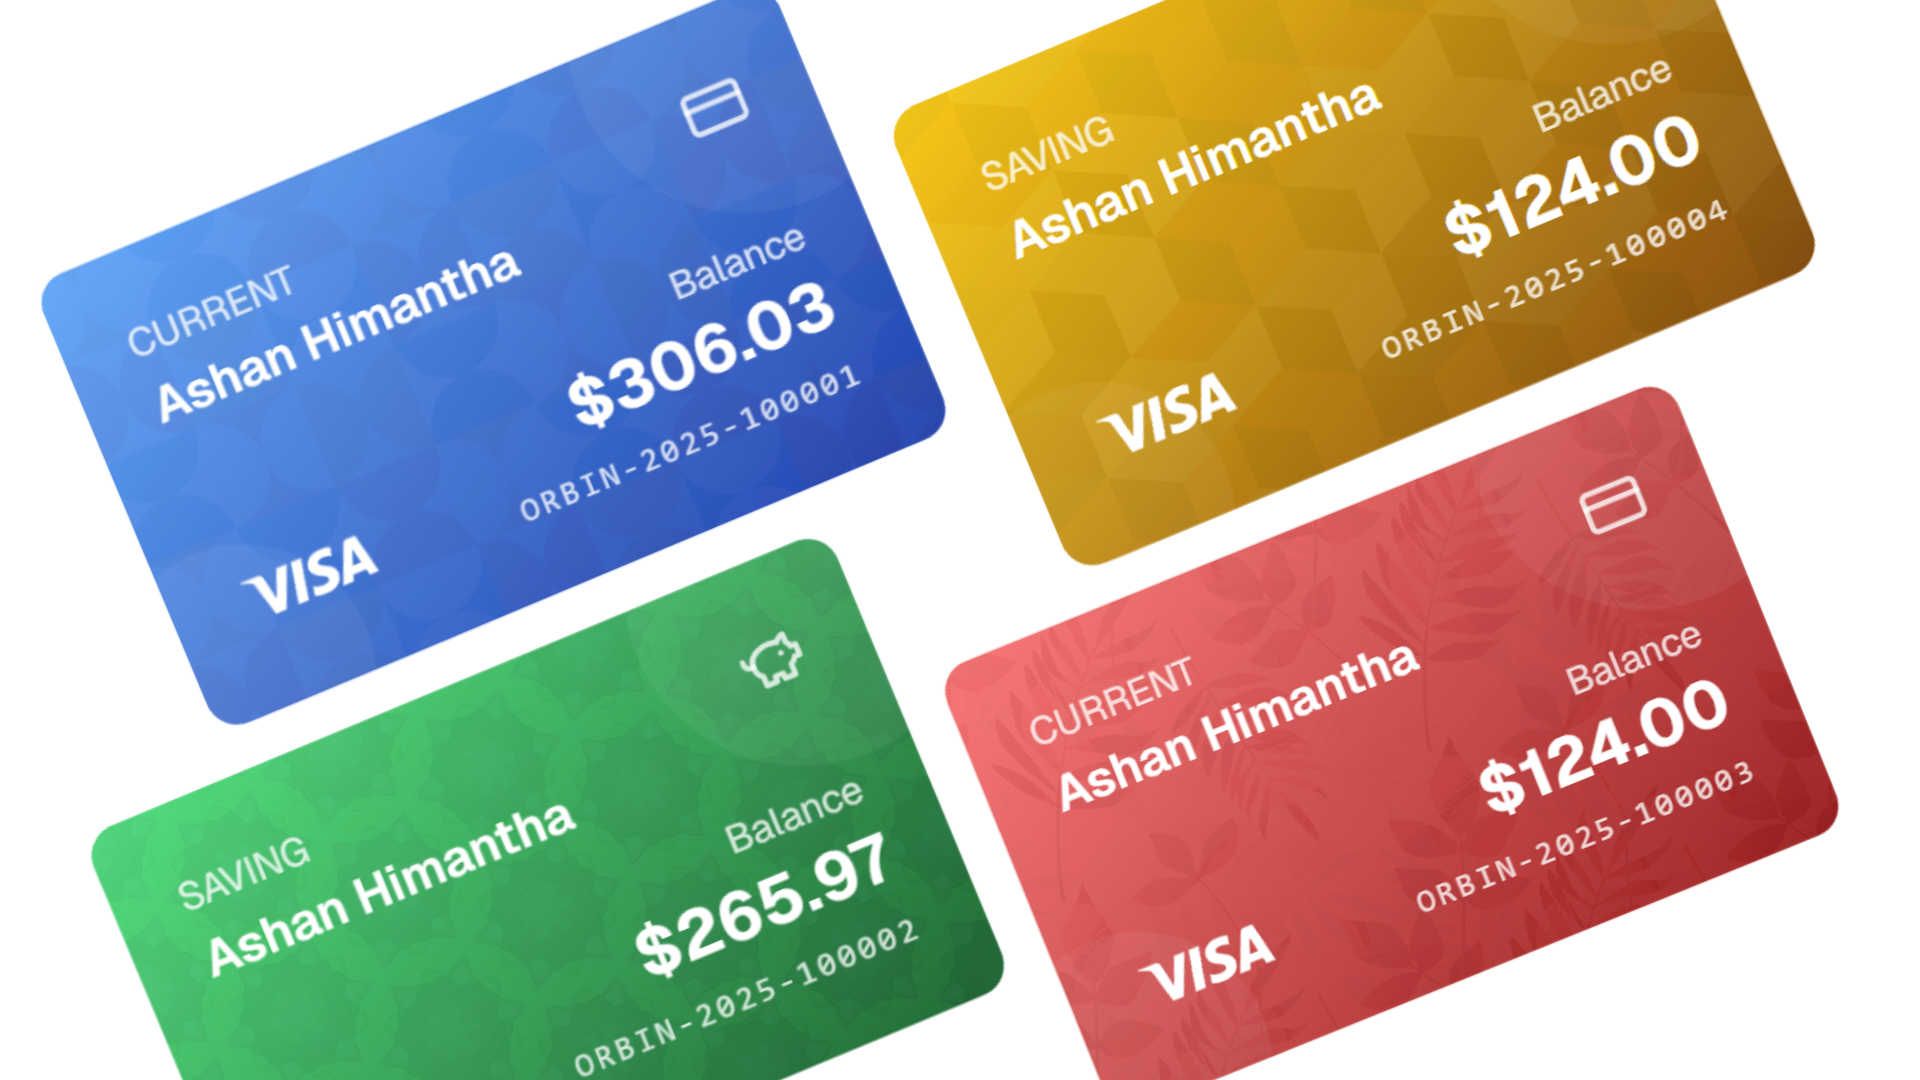 CURRENT
Ashan Himantha
Balance
$306.03
ORBIN-2025-100001
VISA
SAVING
Ashan Himantha
Balance
$124.00
ORBIN-2025-100004
VISA
SAVING
Ashan Himantha
Balance
$265.97
ORBIN-2025-100002
CURRENT
Ashan Himantha
Balance
$124.00
ORBIN-2025-100003
VISA